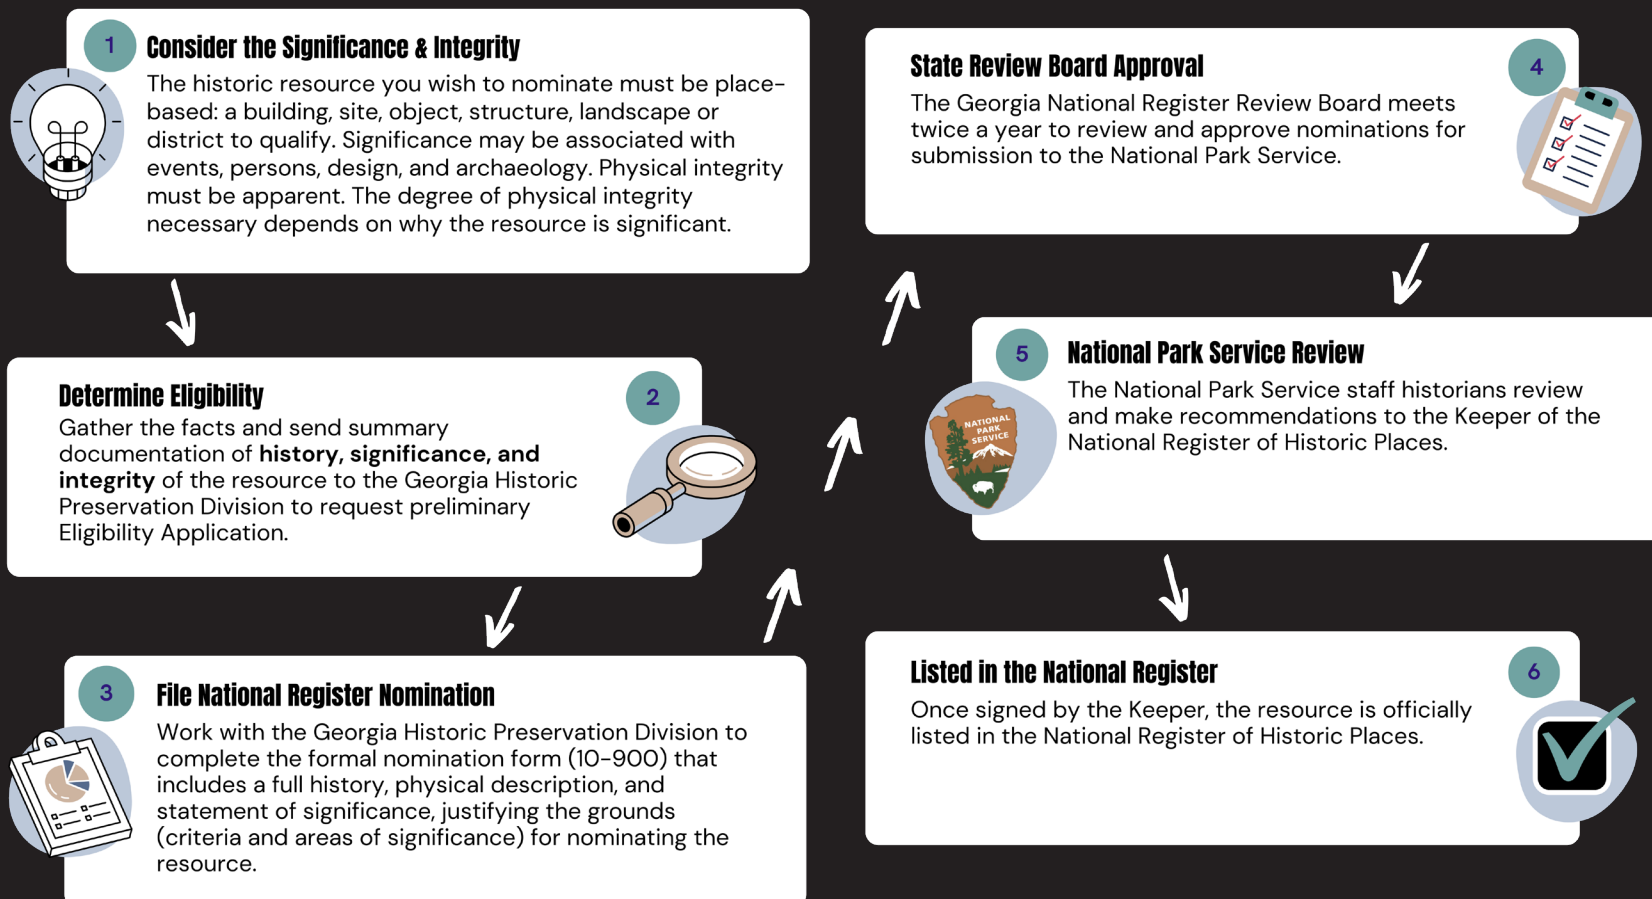 1
Consider the Significance & Integrity
The historic resource you wish to nominate must be place-
based: a building, site, object, structure, landscape or
district to qualify. Significance may be associated with
events, persons, design, and archaeology. Physical integrity
must be apparent. The degree of physical integrity
necessary depends on why the resource is significant.
2
Determine Eligibility
Gather the facts and send summary
documentation of history, significance, and
integrity of the resource to the Georgia Historic
Preservation Division to request preliminary
Eligibility Application.
3
File National Register Nomination
Work with the Georgia Historic Preservation Division to
complete the formal nomination form (10-900) that
includes a full history, physical description, and
statement of significance, justifying the grounds
(criteria and areas of significance) for nominating the
resource.
4
State Review Board Approval
The Georgia National Register Review Board meets
twice a year to review and approve nominations for
submission to the National Park Service.
5
National Park Service Review
The National Park Service staff historians review
and make recommendations to the Keeper of the
National Register of Historic Places.
NATIONAL
PARK
SERVICE
6
Listed in the National Register
Once signed by the Keeper, the resource is officially
listed in the National Register of Historic Places.